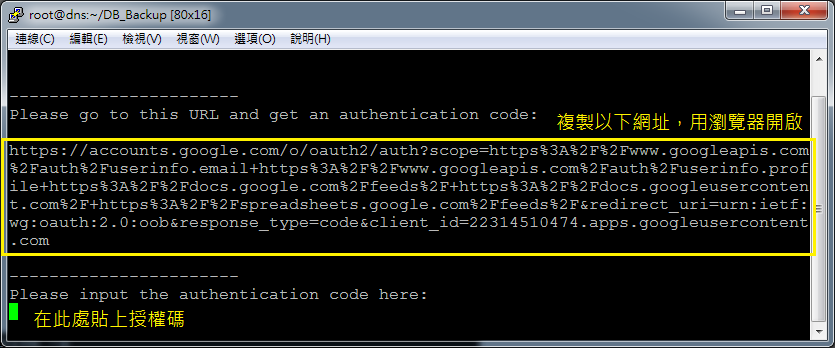 root@dns:~/DB_Backup [80x16]
連線(C) 編輯(E) 檢視(V) 視窗(W) 選項(O) 說明(H)
------------------------
Please go to this URL and get an authentication code:
複製以下網址，用瀏覽器開啟
https://accounts.google.com/o/oauth2/auth?scope=https%3A%2F%2Fwww.googleapis.com
%2Fauth%2Fuserinfo.email+https%3A%2F%2Fwww.googleapis.com%2Fauth%2Fuserinfo.prof
ile+https%3A%2F%2Fdocs.google.com%2Ffeeds%2F+https%3A%2F%2Fdocs.googleuserconten
t.com%2F+https%3A%2F%2Fspreadsheets.google.com%2Ffeeds%2F&redirect_uri=urn:ietf:
wg:oauth:2.0:oob&response_type=code&client_id=22314510474.apps.googleusercontent
.com
------------------------
Please input the authentication code here:
在此處貼上授權碼